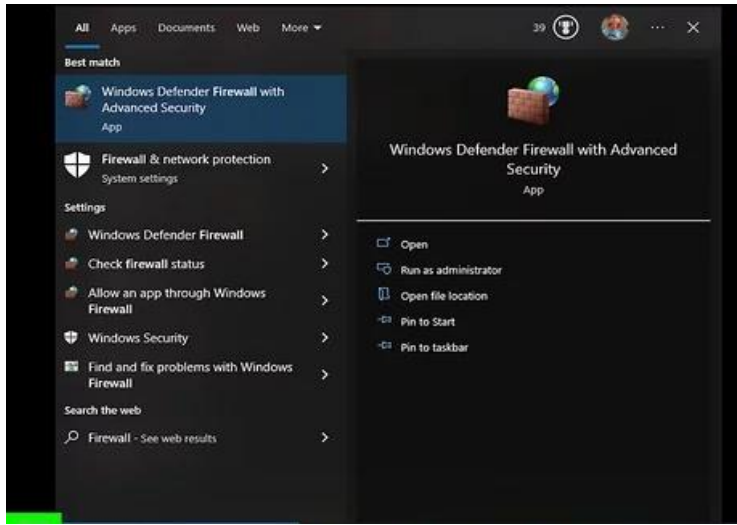 All Apps Documents Web More
39
Best match
Windows Defender Firewall with
Advanced Security
App
Firewall & network protection
System settings
Settings
Windows Defender Firewall
Check firewall status
Allow an app through Windows
Firewall
Windows Security
Find and fix problems with Windows
Firewall
Search the web
Firewall - See web results
Windows Defender Firewall with Advanced
Security
App
Open
Run as administrator
Open file location
Pin to Start
Pin to taskbar